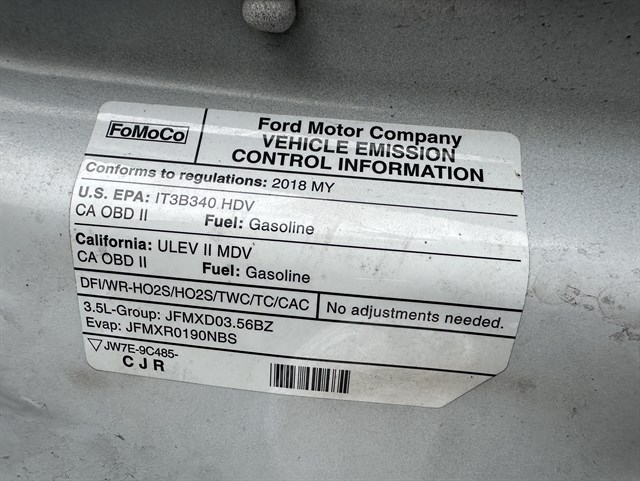 FoMoCo
Ford Motor Company
VEHICLE EMISSION
CONTROL INFORMATION
Conforms to regulations: 2018 MY
U.S. EPA: IT3B340 HDV
CA OBD II Fuel: Gasoline
California: ULEV II MDV
CA OBD II Fuel: Gasoline
DFI/WR-HO2S/HO2S/TWC/TC/CAC
No adjustments needed.
3.5L-Group: JFMXD03.56BZ
Evap: JFMXR0190NBS
▽ JW7E-9C485-
C J R